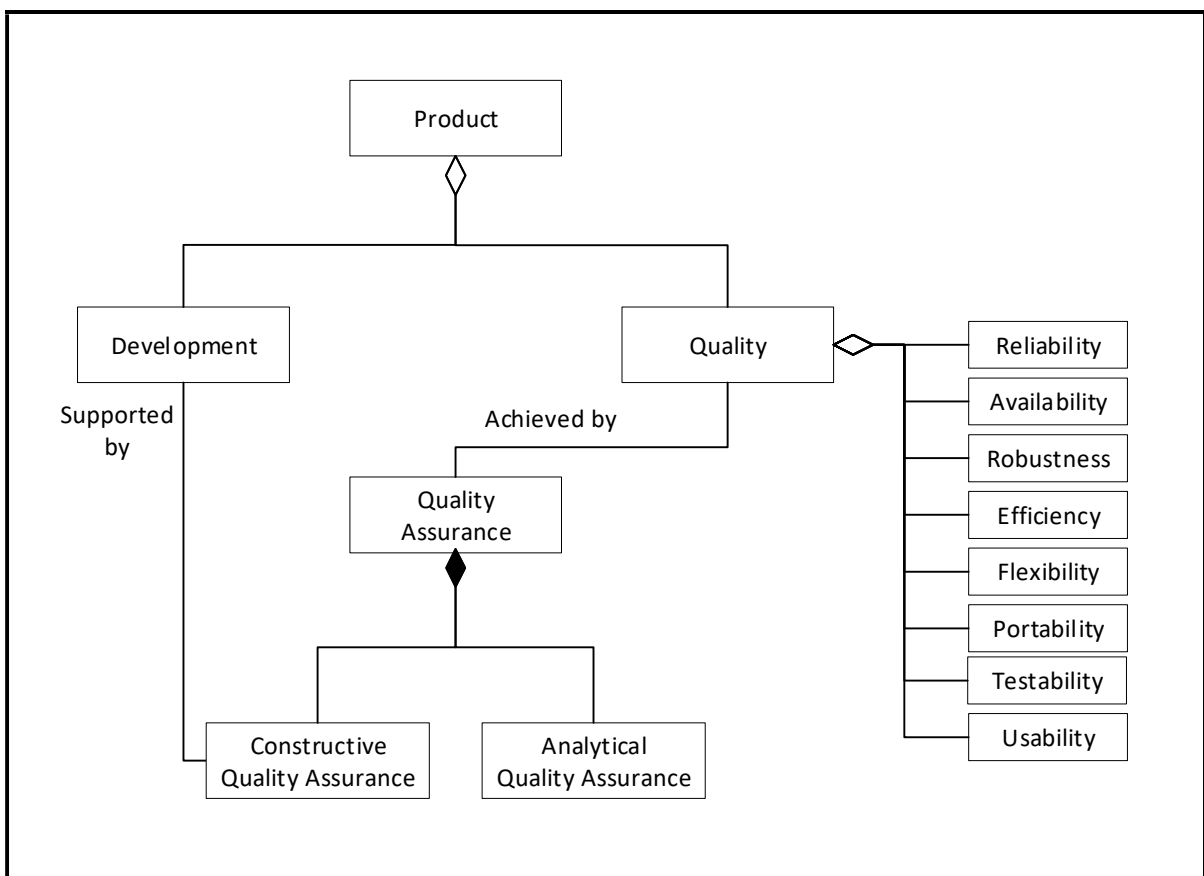 Product
Development
Quality
Reliability
Availability
Robustness
Efficiency
Flexibility
Portability
Testability
Usability
Supported
by
Achieved by
Quality
Assurance
Constructive
Quality Assurance
Analytical
Quality Assurance